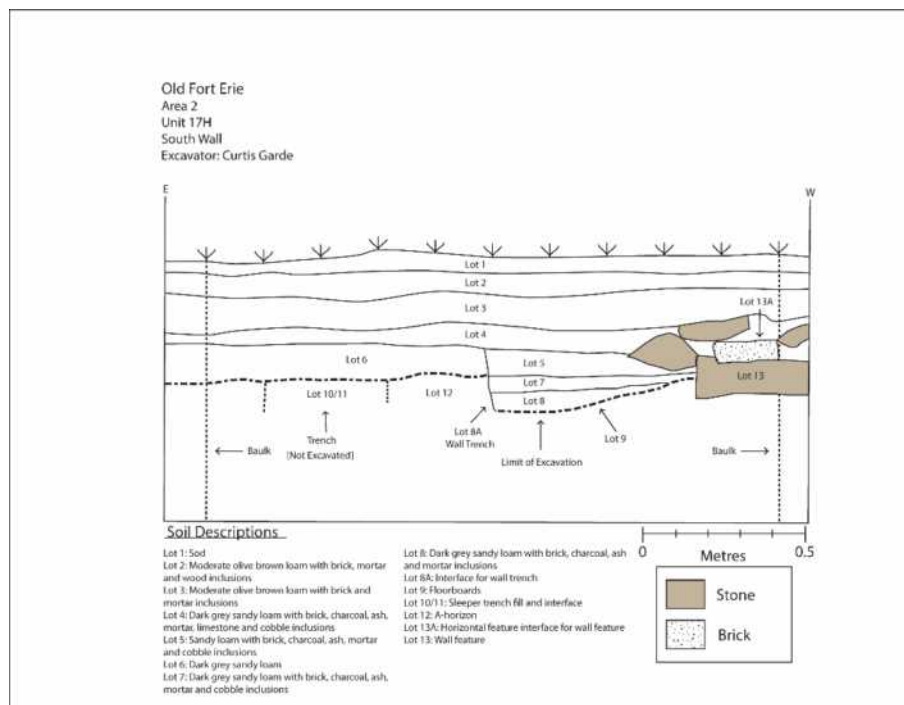 Old Fort Erie
Area 2
Unit 17H
South Wall
Excavator: Curtis Garde
E
W
Lot 1
Lot 2
Lot 3
Lot 13A
Lot 4
Lot 6
Lot 5
Lot 7
Lot 13
Lot 10/11
Lot 12
Lot 8
Lot 8A
Wall Trench
Lot 9
Trench
(Not Excavated)
Baulk
Limit of Excavation
Baulk
Soil Descriptions
Lot 1: Sod
Lot 2: Moderate olive brown loam with brick, mortar
and wood inclusions
Lot 3: Moderate olive brown loam with brick and
mortar inclusions
Lot 4: Dark grey sandy loam with brick, charcoal, ash,
mortar, limestone and cobble inclusions
Lot 5: Sandy loam with brick, charcoal, ash, mortar
and cobble inclusions
Lot 6: Dark grey sandy loam
Lot 7: Dark grey sandy loam with brick, charcoal, ash,
mortar and cobble inclusions
Lot 8: Dark grey sandy loam with brick, charcoal, ash
and mortar inclusions
Lot 8A: Interface for wall trench
Lot 9: Floorboards
Lot 10/11: Sleeper trench fill and interface
Lot 12: A-horizon
Lot 13A: Horizontal feature interface for wall feature
Lot 13: Wall feature
0
Metres
0.5
Stone
Brick